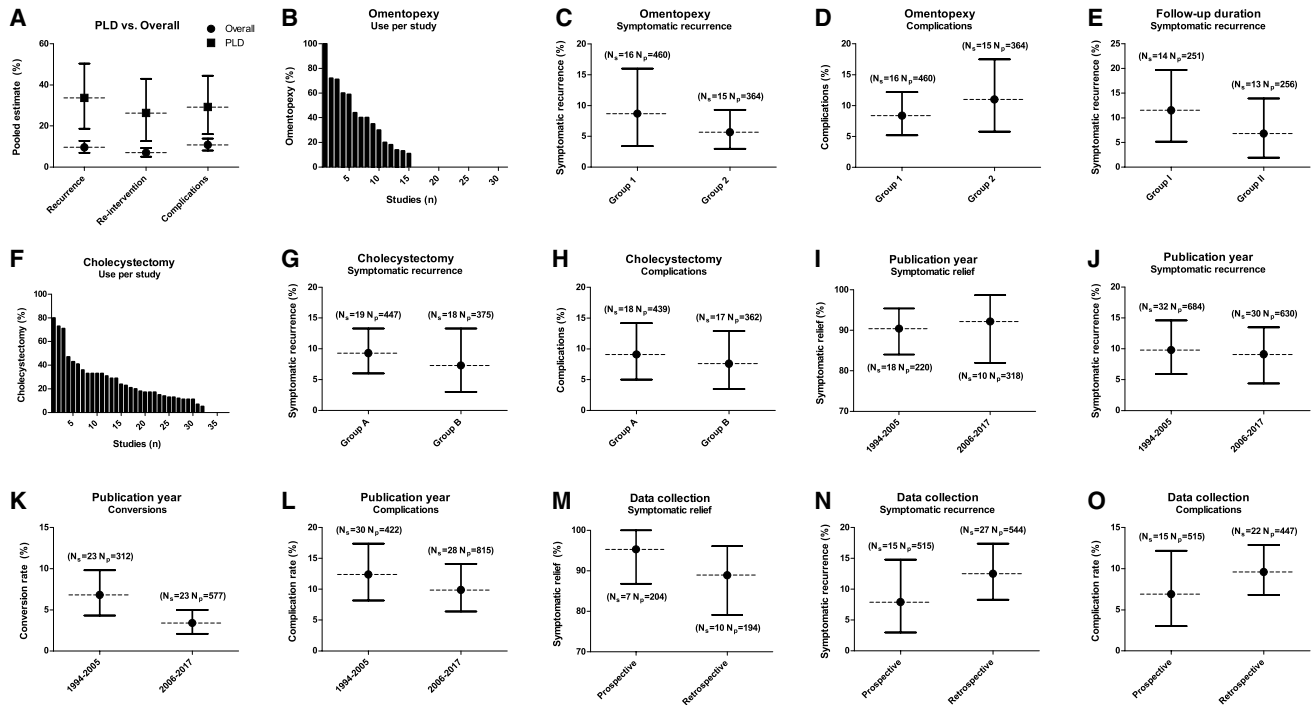 A
PLD vs. Overall
Overall
PLD
Pooled estimate (%)
60
40
20
0
Recurrence
Re-intervention
Complications
B
Omentopexy
Use per study
Omentopexy (%)
100
80
60
40
20
0
5
10
15
20
25
30
Studies (n)
C
Omentopexy
Symptomatic recurrence
Symptomatic recurrence (%)
20
15
10
5
0
(Ns=16 Np=460)
(Ns=15 Np=364)
Group 1
Group 2
D
Omentopexy
Complications
Complications (%)
20
15
10
5
0
(Ns=16 Np=460)
(Ns=15 Np=364)
Group 1
Group 2
E
Follow-up duration
Symptomatic recurrence
Symptomatic recurrence (%)
25
20
15
10
5
0
(Ns=14 Np=251)
(Ns=13 Np=256)
Group I
Group II
F
Cholecystectomy
Use per study
Cholecystectomy (%)
100
80
60
40
20
0
5
10
15
20
25
30
35
Studies (n)
G
Cholecystectomy
Symptomatic recurrence
Symptomatic recurrence (%)
20
15
10
5
0
(Ns=19 Np=447)
(Ns=18 Np=375)
Group A
Group B
H
Cholecystectomy
Complications
Complications (%)
20
15
10
5
0
(Ns=18 Np=439)
(Ns=17 Np=362)
Group A
Group B
I
Publication year
Symptomatic relief
Symptomatic relief (%)
100
90
80
70
(Ns=18 Np=220)
(Ns=10 Np=318)
1994-2005
2006-2017
J
Publication year
Symptomatic recurrence
Symptomatic recurrence (%)
20
15
10
5
0
(Ns=32 Np=684)
(Ns=30 Np=630)
1994-2005
2006-2017
K
Publication year
Conversions
Conversion rate (%)
15
10
5
0
(Ns=23 Np=312)
(Ns=23 Np=577)
1994-2005
2006-2017
L
Publication year
Complications
Complication rate (%)
20
15
10
5
0
(Ns=30 Np=422)
(Ns=28 Np=815)
1994-2005
2006-2017
M
Data collection
Symptomatic relief
Symptomatic relief (%)
100
90
80
70
(Ns=7 Np=204)
(Ns=10 Np=194)
Prospective
Retrospective
N
Data collection
Symptomatic recurrence
Symptomatic recurrence (%)
20
15
10
5
0
(Ns=15 Np=515)
(Ns=27 Np=544)
Prospective
Retrospective
O
Data collection
Complications
Complication rate (%)
15
10
5
0
(Ns=15 Np=515)
(Ns=22 Np=447)
Prospective
Retrospective